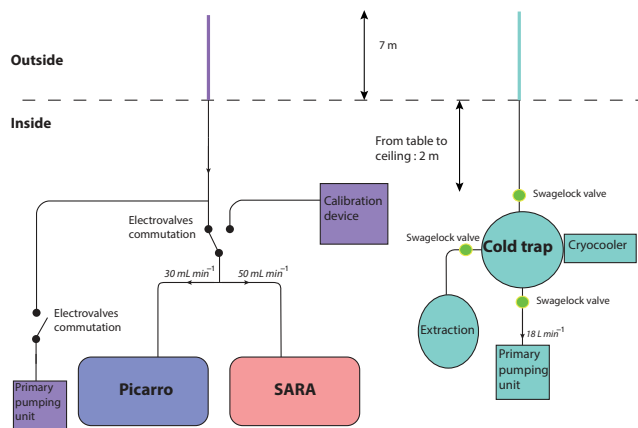 Outside
7 m
Inside
From table to
ceiling : 2 m
Swagelock valve
Calibration
device
Electrovalves
commutation
Swagelock valve
Cold trap
Cryocooler
30 mL min⁻¹
50 mL min⁻¹
Swagelock valve
Electrovalves
commutation
Extraction
18 L min⁻¹
Primary
pumping
unit
Picarro
SARA
Primary
pumping unit